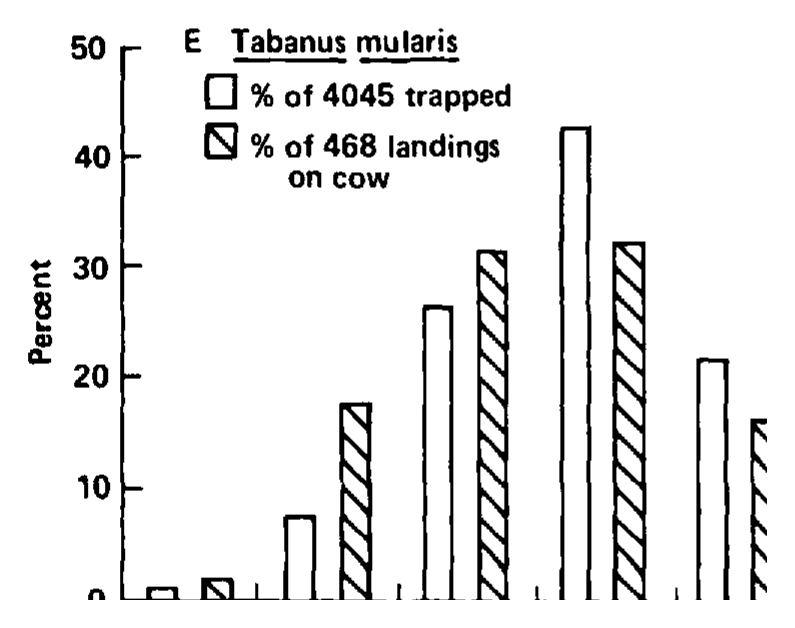 E Tabanus mularis
% of 4045 trapped
% of 468 landings
on cow
Percent
50
40
30
20
10
0